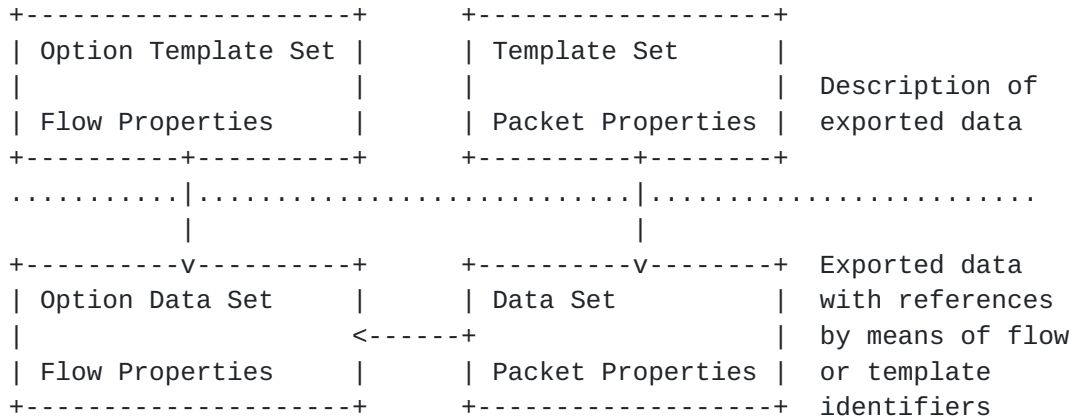 +---------------------+      +-------------------+
| Option Template Set |      | Template Set      |
|                     |      |                   |  Description of
| Flow Properties     |      | Packet Properties |  exported data
+----------+----------+      +----------+--------+
...........|............................|.........................
           |                            |
+----------v----------+      +----------v--------+  Exported data
| Option Data Set     |      | Data Set          |  with references
|                     <------+                   |  by means of flow
| Flow Properties     |      | Packet Properties |  or template
+---------------------+      +-------------------+  identifiers